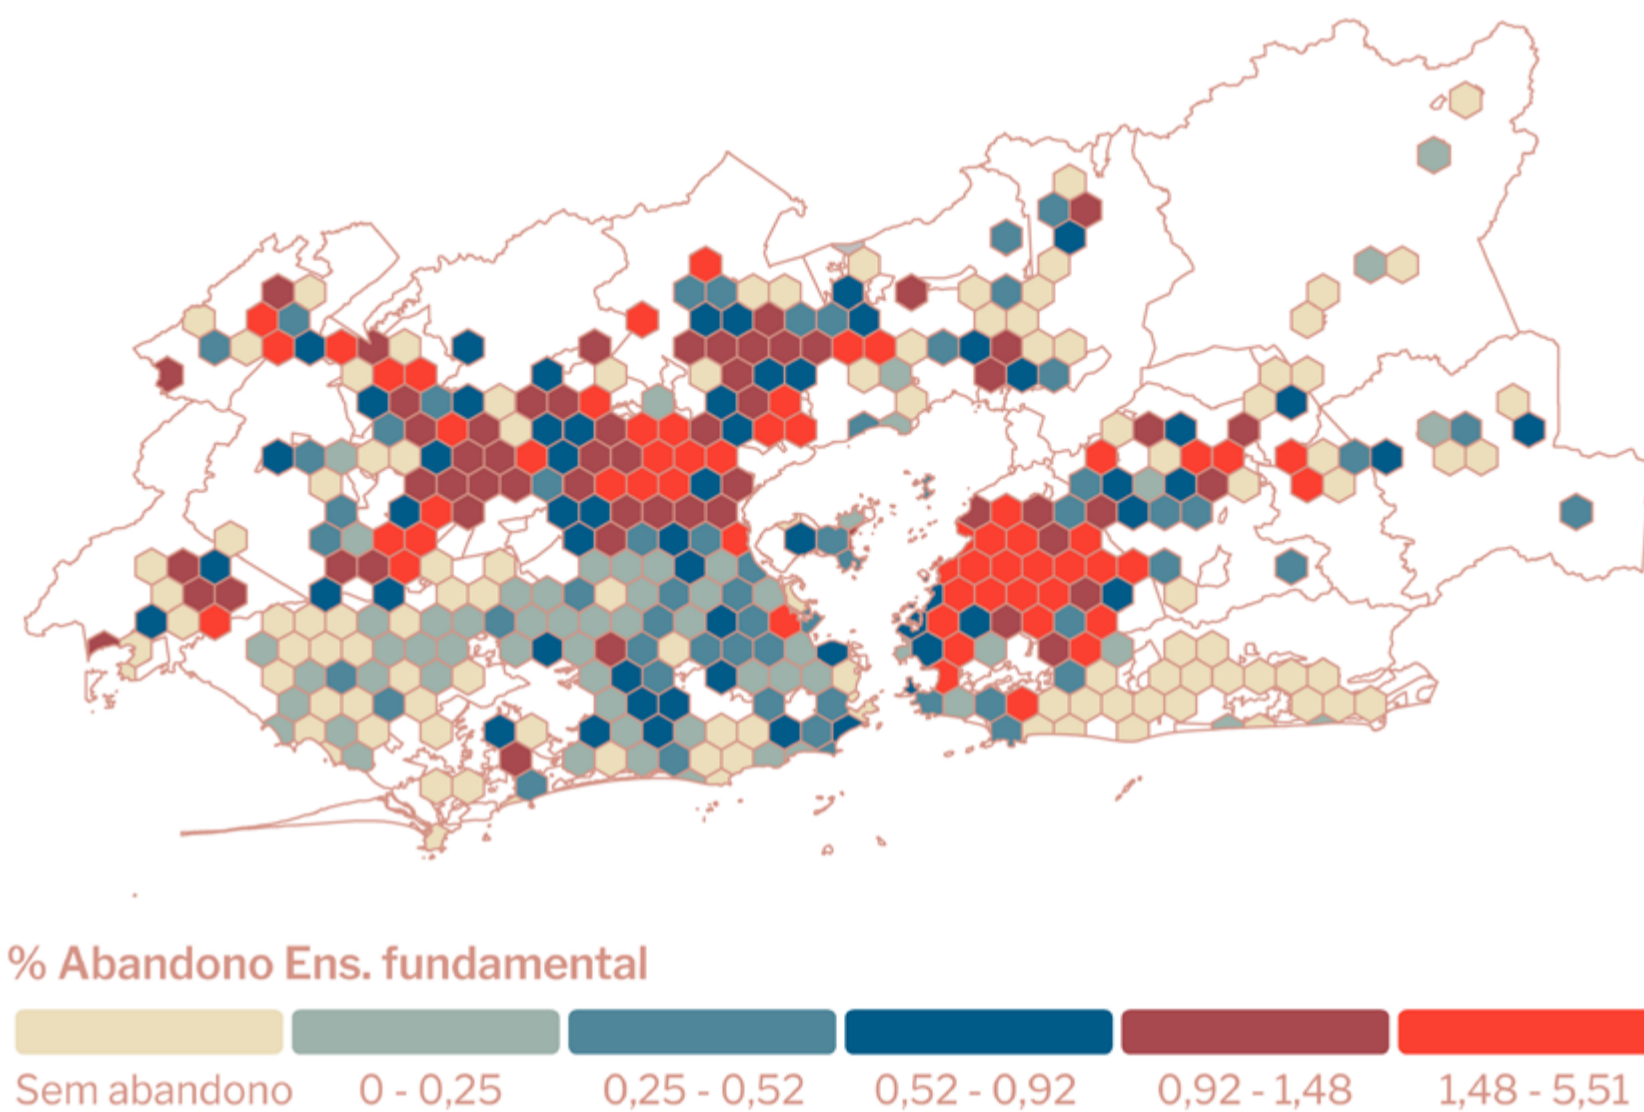 % Abandono Ens. fundamental
Sem abandono 0 - 0,25 0,25 - 0,52 0,52 - 0,92 0,92 - 1,48 1,48 - 5,51